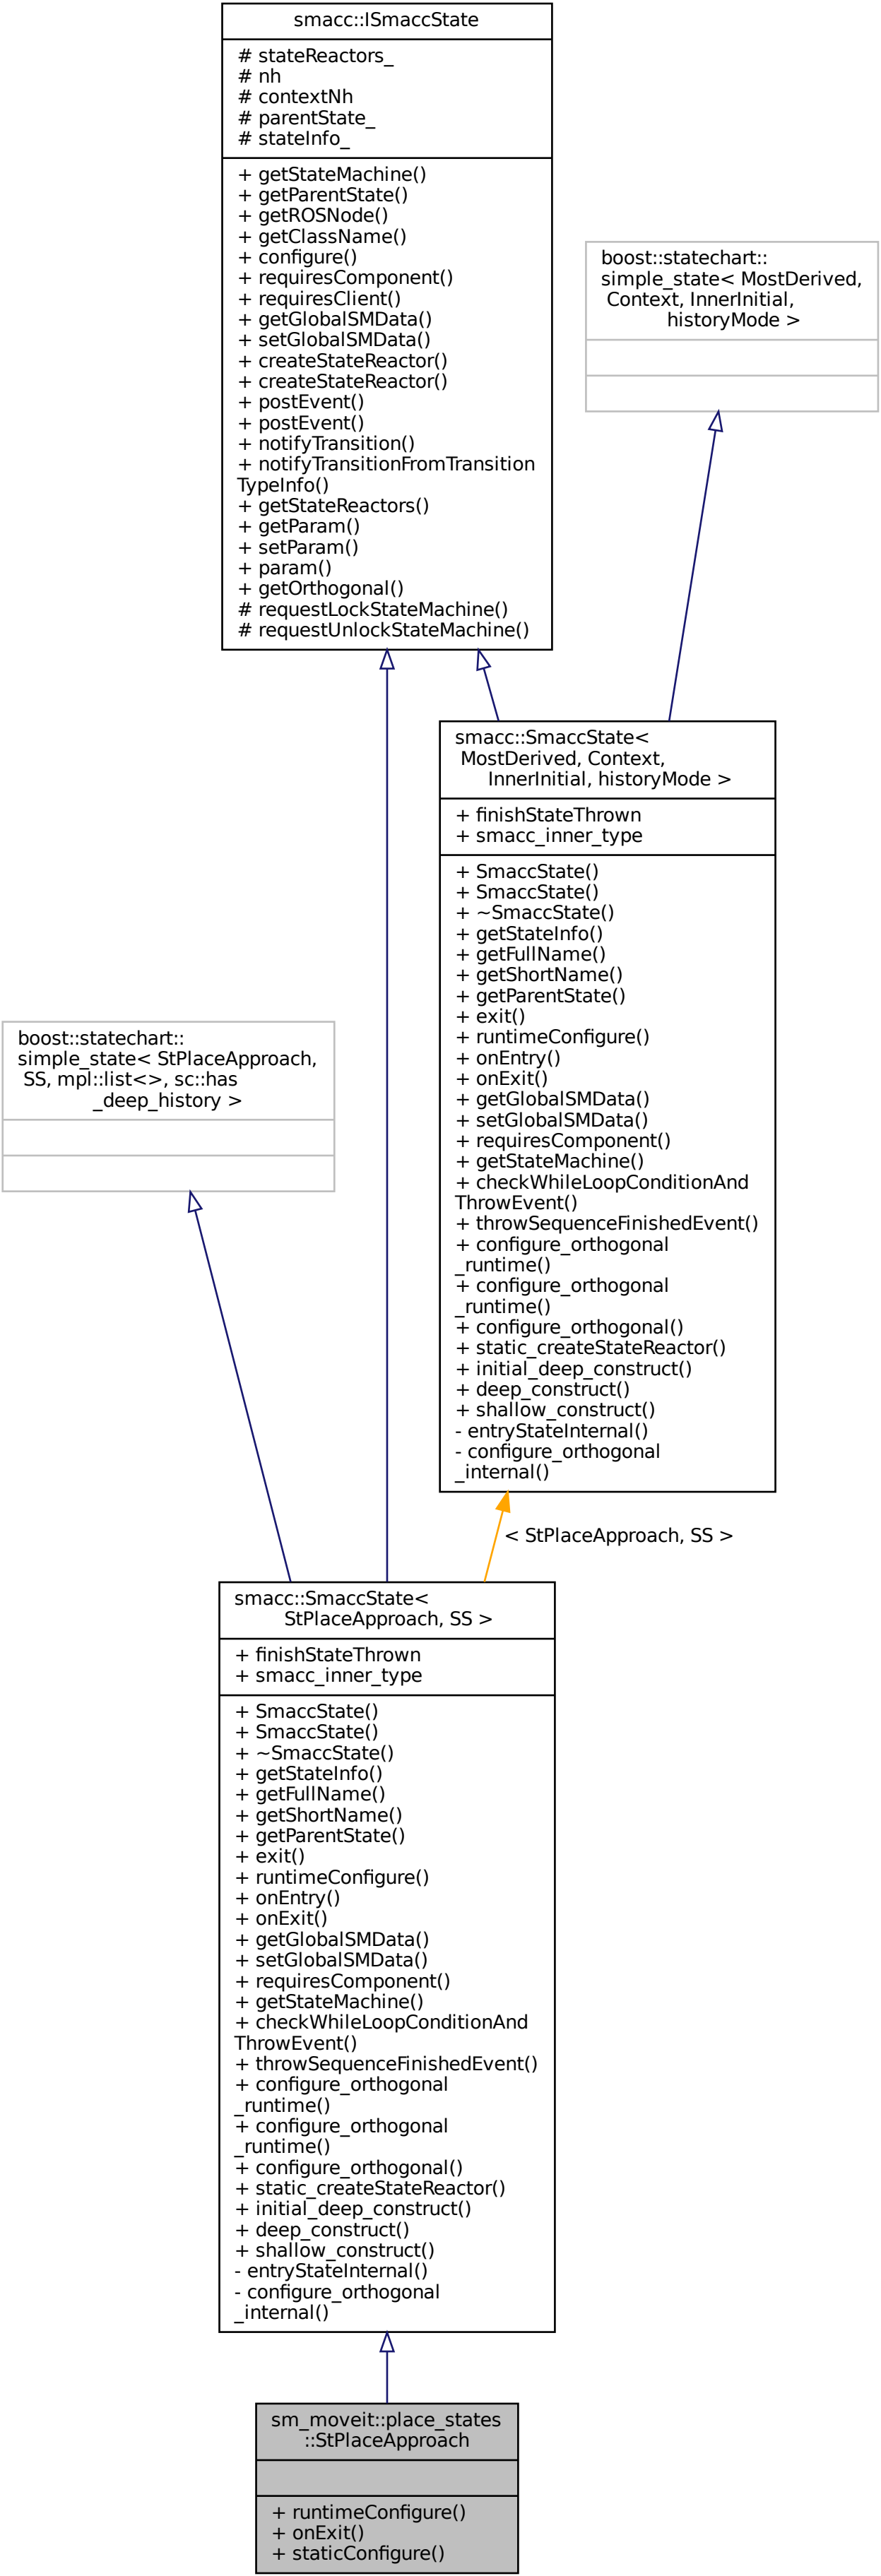 smacc::ISmaccState
# stateReactors_
# nh
# contextNh
# parentState_
# stateInfo_
+ getStateMachine()
+ getParentState()
+ getROSNode()
+ getClassName()
+ configure()
+ requiresComponent()
+ requiresClient()
+ getGlobalSMData()
+ setGlobalSMData()
+ createStateReactor()
+ createStateReactor()
+ postEvent()
+ postEvent()
+ notifyTransition()
+ notifyTransitionFromTransition
TypeInfo()
+ getStateReactors()
+ getParam()
+ setParam()
+ param()
+ getOrthogonal()
# requestLockStateMachine()
# requestUnlockStateMachine()
boost::statechart::
simple_state< MostDerived,
Context, InnerInitial,
historyMode >
smacc::SmaccState<
MostDerived, Context,
InnerInitial, historyMode >
+ finishStateThrown
+ smacc_inner_type
+ SmaccState()
+ SmaccState()
+ ~SmaccState()
+ getStateInfo()
+ getFullName()
+ getShortName()
+ getParentState()
+ exit()
+ runtimeConfigure()
+ onEntry()
+ onExit()
+ getGlobalSMData()
+ setGlobalSMData()
+ requiresComponent()
+ getStateMachine()
+ checkWhileLoopConditionAnd
ThrowEvent()
+ throwSequenceFinishedEvent()
+ configure_orthogonal
_runtime()
+ configure_orthogonal
_runtime()
+ configure_orthogonal()
+ static_createStateReactor()
+ initial_deep_construct()
+ deep_construct()
+ shallow_construct()
- entryStateInternal()
- configure_orthogonal
_internal()
boost::statechart::
simple_state< StPlaceApproach,
SS, mpl::list<>, sc::has
_deep_history >
< StPlaceApproach, SS >
smacc::SmaccState<
StPlaceApproach, SS >
+ finishStateThrown
+ smacc_inner_type
+ SmaccState()
+ SmaccState()
+ ~SmaccState()
+ getStateInfo()
+ getFullName()
+ getShortName()
+ getParentState()
+ exit()
+ runtimeConfigure()
+ onEntry()
+ onExit()
+ getGlobalSMData()
+ setGlobalSMData()
+ requiresComponent()
+ getStateMachine()
+ checkWhileLoopConditionAnd
ThrowEvent()
+ throwSequenceFinishedEvent()
+ configure_orthogonal
_runtime()
+ configure_orthogonal
_runtime()
+ configure_orthogonal()
+ static_createStateReactor()
+ initial_deep_construct()
+ deep_construct()
+ shallow_construct()
- entryStateInternal()
- configure_orthogonal
_internal()
sm_moveit::place_states
::StPlaceApproach
+ runtimeConfigure()
+ onExit()
+ staticConfigure()